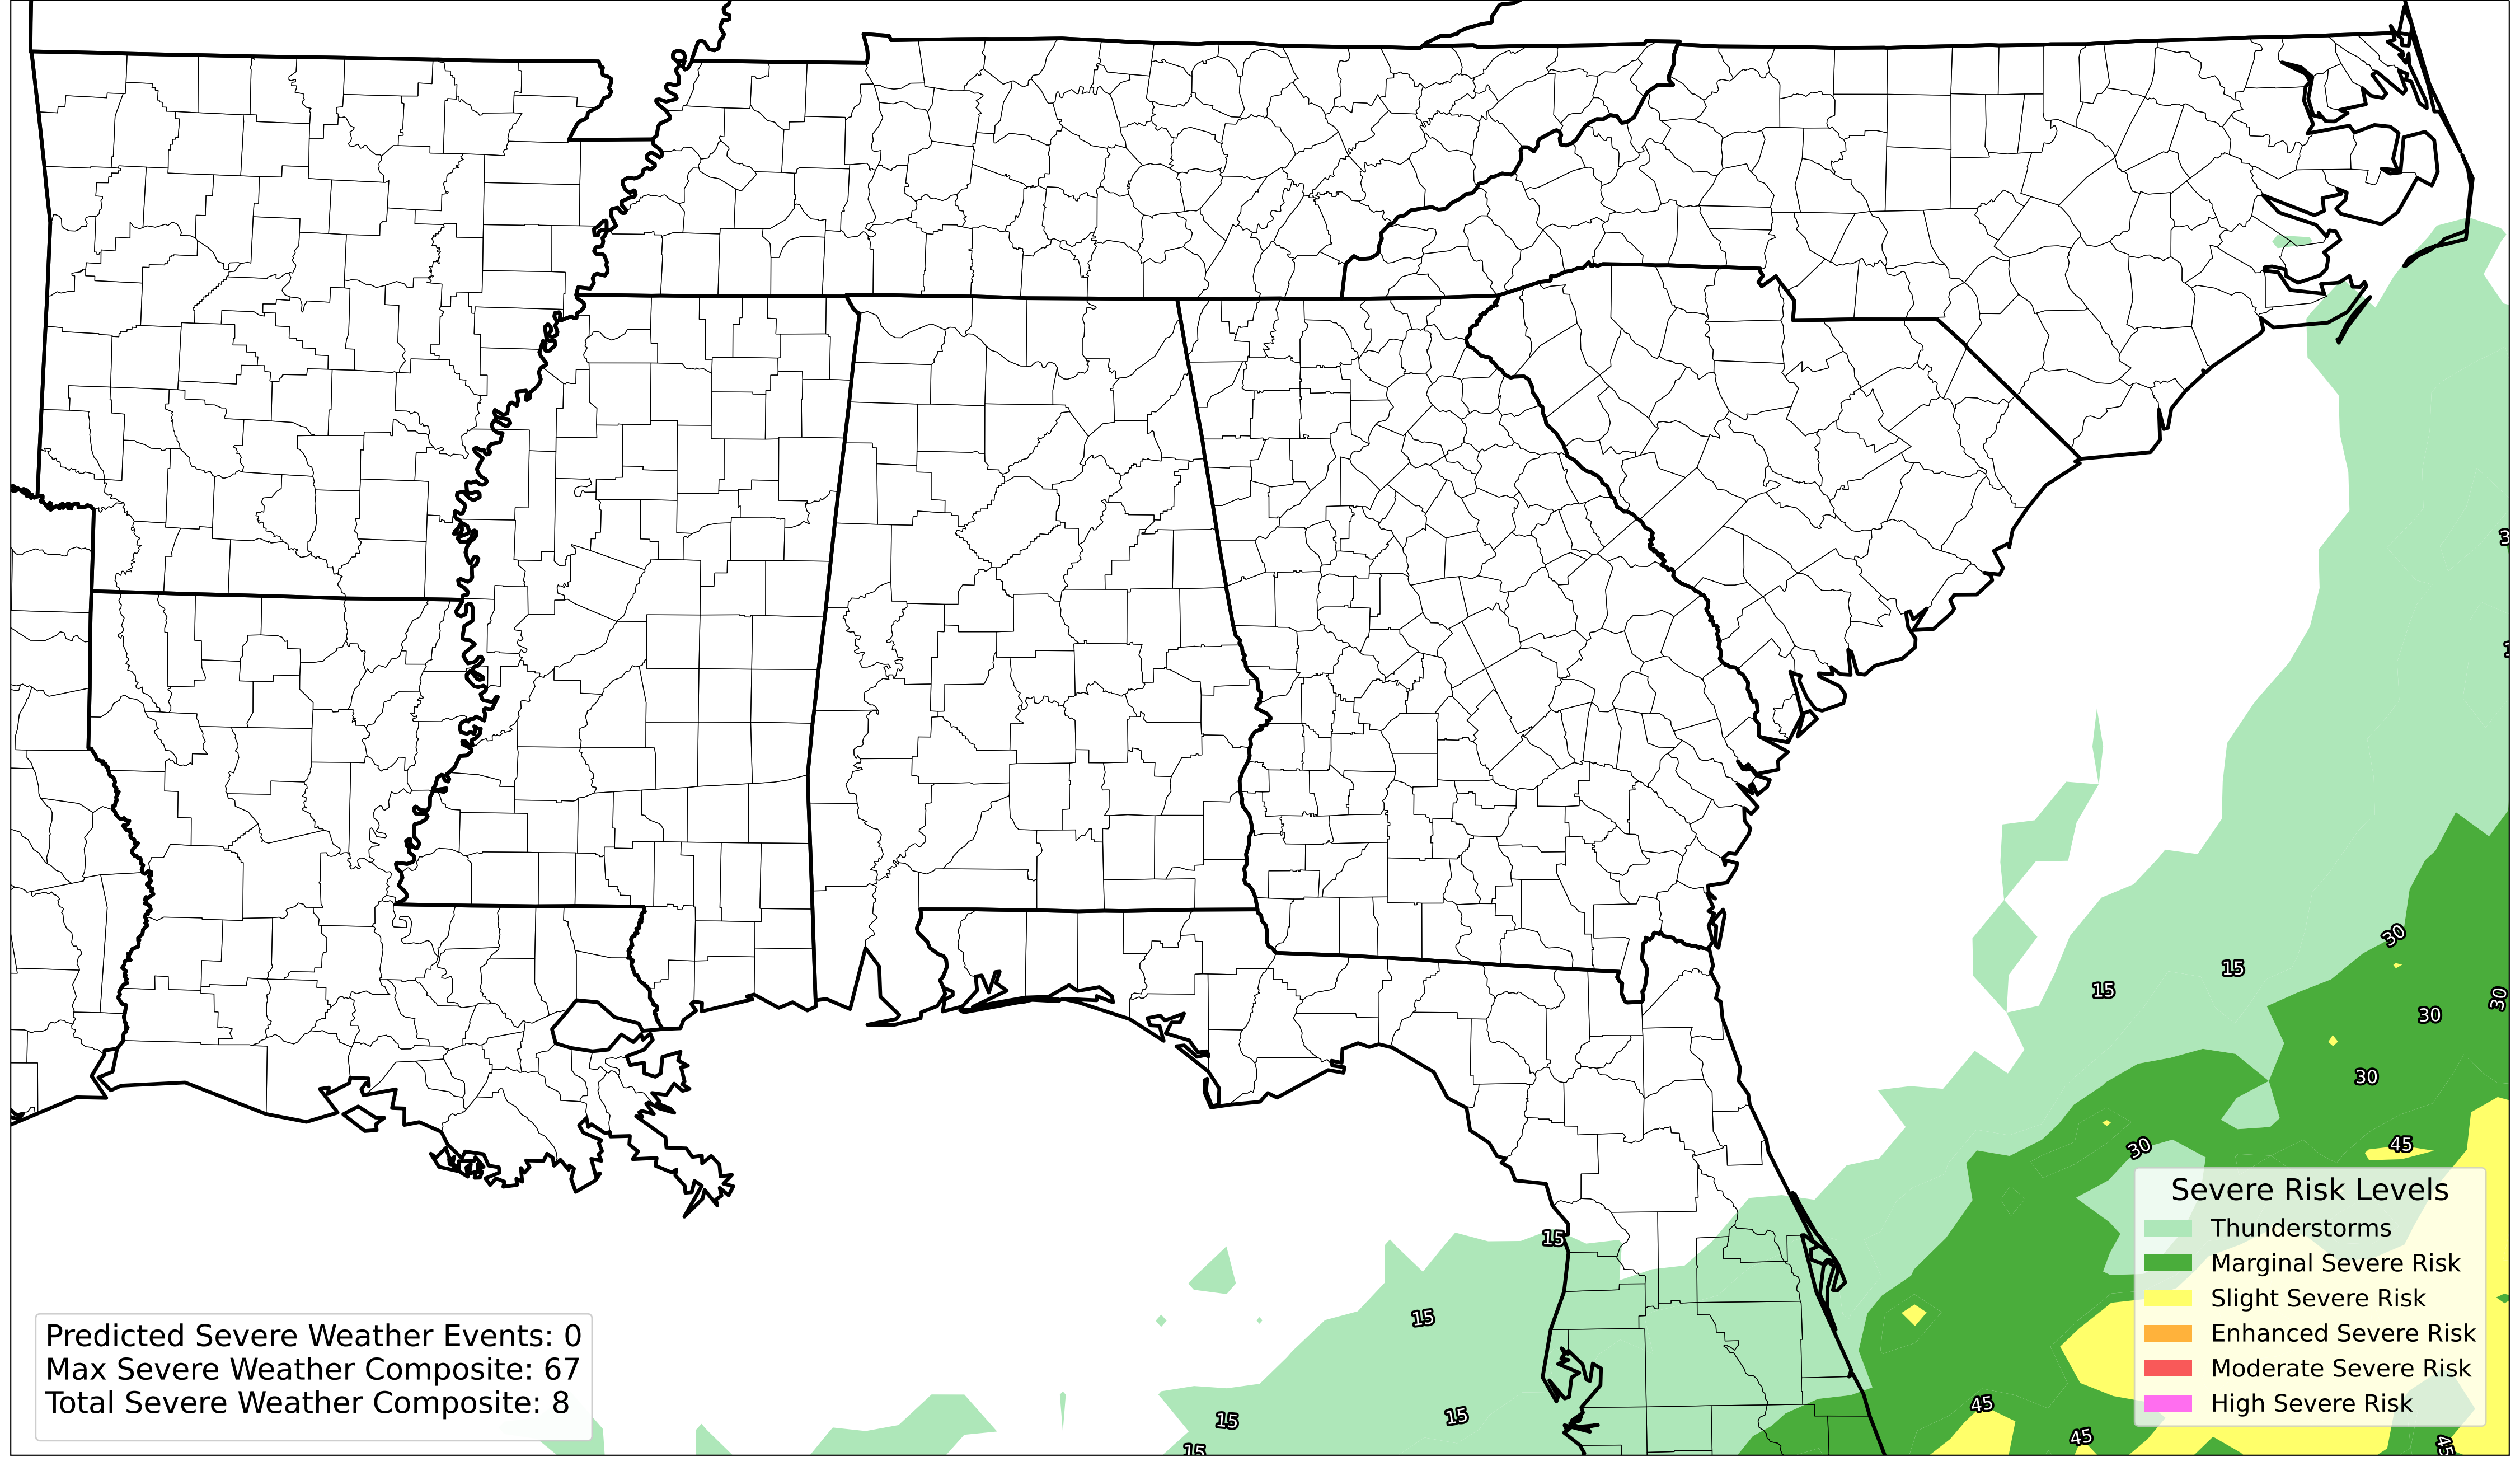 15
15
30
30
30
30
45
30
15
15
15
15
15
45
45
45
Severe Risk Levels
Thunderstorms
Marginal Severe Risk
Slight Severe Risk
Enhanced Severe Risk
Moderate Severe Risk
High Severe Risk
Predicted Severe Weather Events: 0
Max Severe Weather Composite: 67
Total Severe Weather Composite: 8